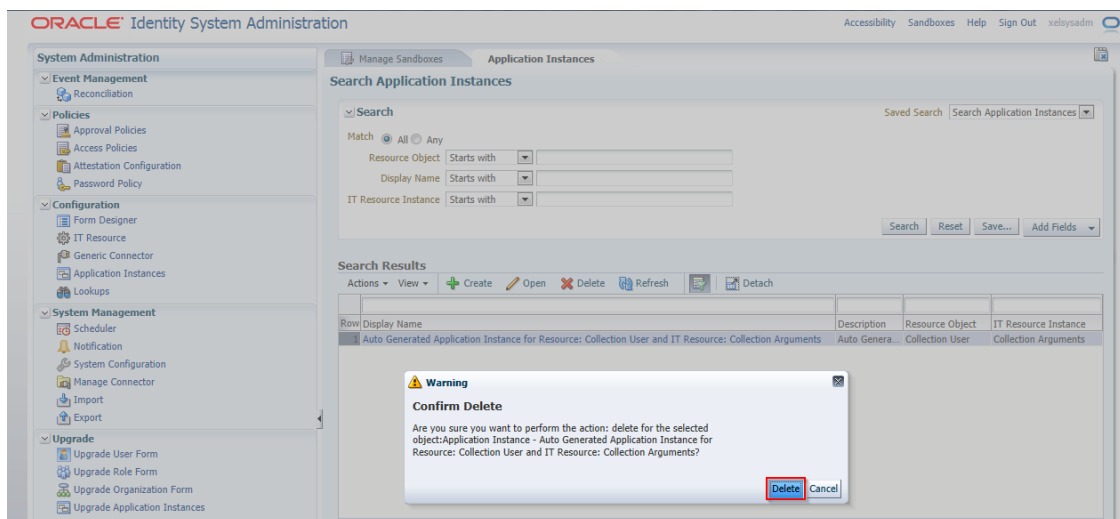 ORACLE Identity System Administration
Accessibility Sandboxes Help Sign Out xelsysadm
System Administration
Event Management
Reconciliation
Policies
Approval Policies
Access Policies
Attestation Configuration
Password Policy
Configuration
Form Designer
IT Resource
Generic Connector
Application Instances
Lookups
System Management
Scheduler
Notification
System Configuration
Manage Connector
Import
Export
Upgrade
Upgrade User Form
Upgrade Role Form
Upgrade Organization Form
Upgrade Application Instances
Manage Sandboxes Application Instances
Search Application Instances
Search
Saved Search Search Application Instances
Match All Any
Resource Object Starts with
Display Name Starts with
IT Resource Instance Starts with
Search Reset Save... Add Fields
Search Results
Actions View Create Open Delete Refresh Detach
Row Display Name Description Resource Object IT Resource Instance
1 Auto Generated Application Instance for Resource: Collection User and IT Resource: Collection Arguments Auto Genera... Collection User Collection Arguments
Warning
Confirm Delete
Are you sure you want to perform the action: delete for the selected
object:Application Instance - Auto Generated Application Instance for
Resource: Collection User and IT Resource: Collection Arguments?
Delete Cancel